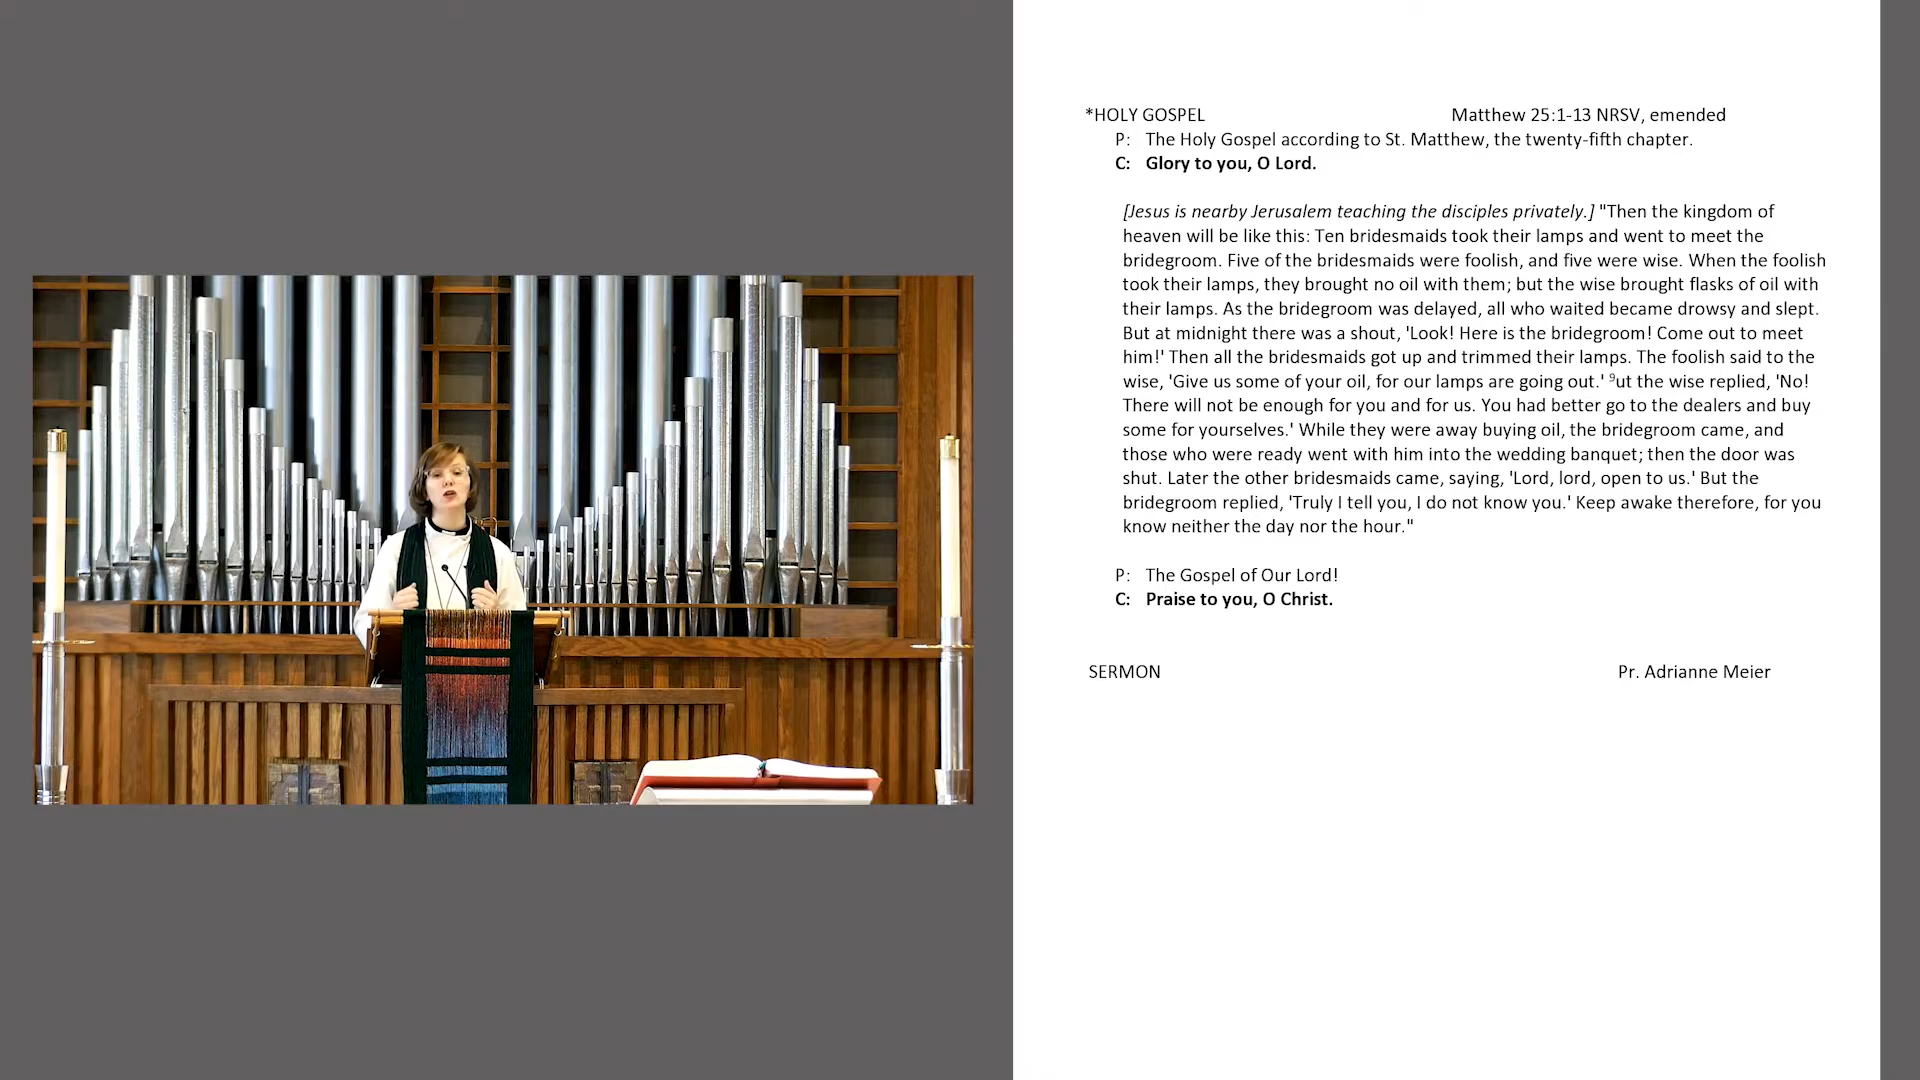 *HOLY GOSPEL Matthew 25:1-13 NRSV, emended
P: The Holy Gospel according to St. Matthew, the twenty-fifth chapter.
C: Glory to you, O Lord.
[Jesus is nearby Jerusalem teaching the disciples privately.] "Then the kingdom of
heaven will be like this: Ten bridesmaids took their lamps and went to meet the
bridegroom. Five of the bridesmaids were foolish, and five were wise. When the foolish
took their lamps, they brought no oil with them; but the wise brought flasks of oil with
their lamps. As the bridegroom was delayed, all who waited became drowsy and slept.
But at midnight there was a shout, 'Look! Here is the bridegroom! Come out to meet
him!' Then all the bridesmaids got up and trimmed their lamps. The foolish said to the
wise, 'Give us some of your oil, for our lamps are going out.' ⁹ut the wise replied, 'No!
There will not be enough for you and for us. You had better go to the dealers and buy
some for yourselves.' While they were away buying oil, the bridegroom came, and
those who were ready went with him into the wedding banquet; then the door was
shut. Later the other bridesmaids came, saying, 'Lord, lord, open to us.' But the
bridegroom replied, 'Truly I tell you, I do not know you.' Keep awake therefore, for you
know neither the day nor the hour."
P: The Gospel of Our Lord!
C: Praise to you, O Christ.
SERMON Pr. Adrianne Meier